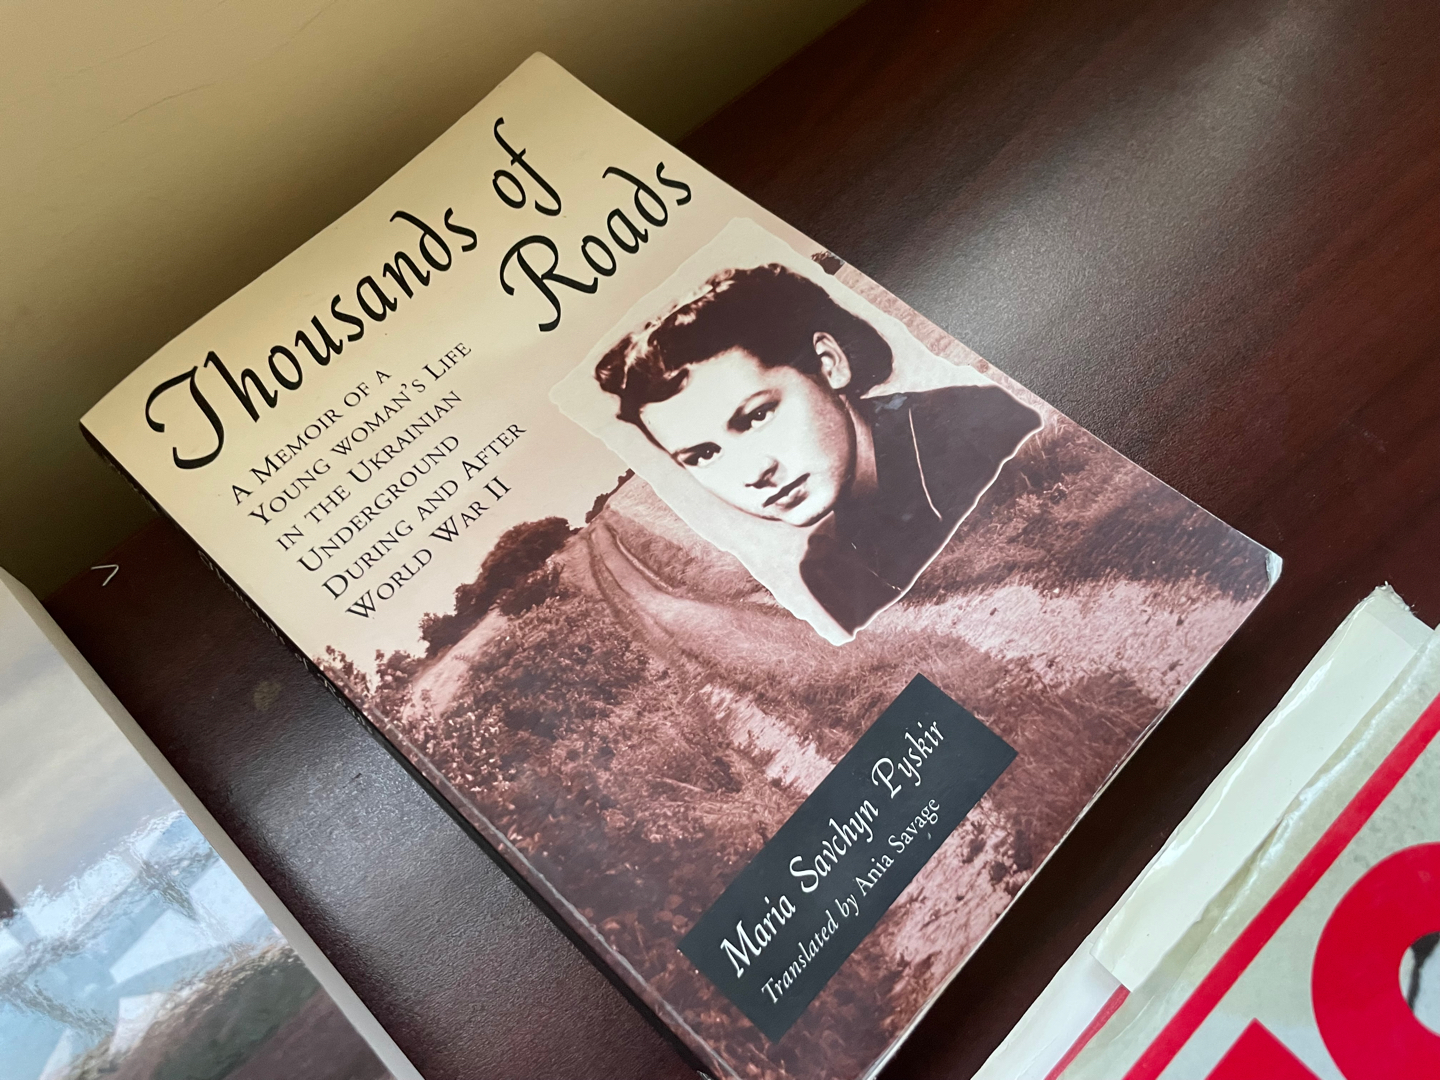 Thousands of
Roads
A Memoir of a
Young woman's Life
in the Ukrainian
Underground
During and After
World War II
Maria Savchyn Pyskir
Translated by Ania Savage